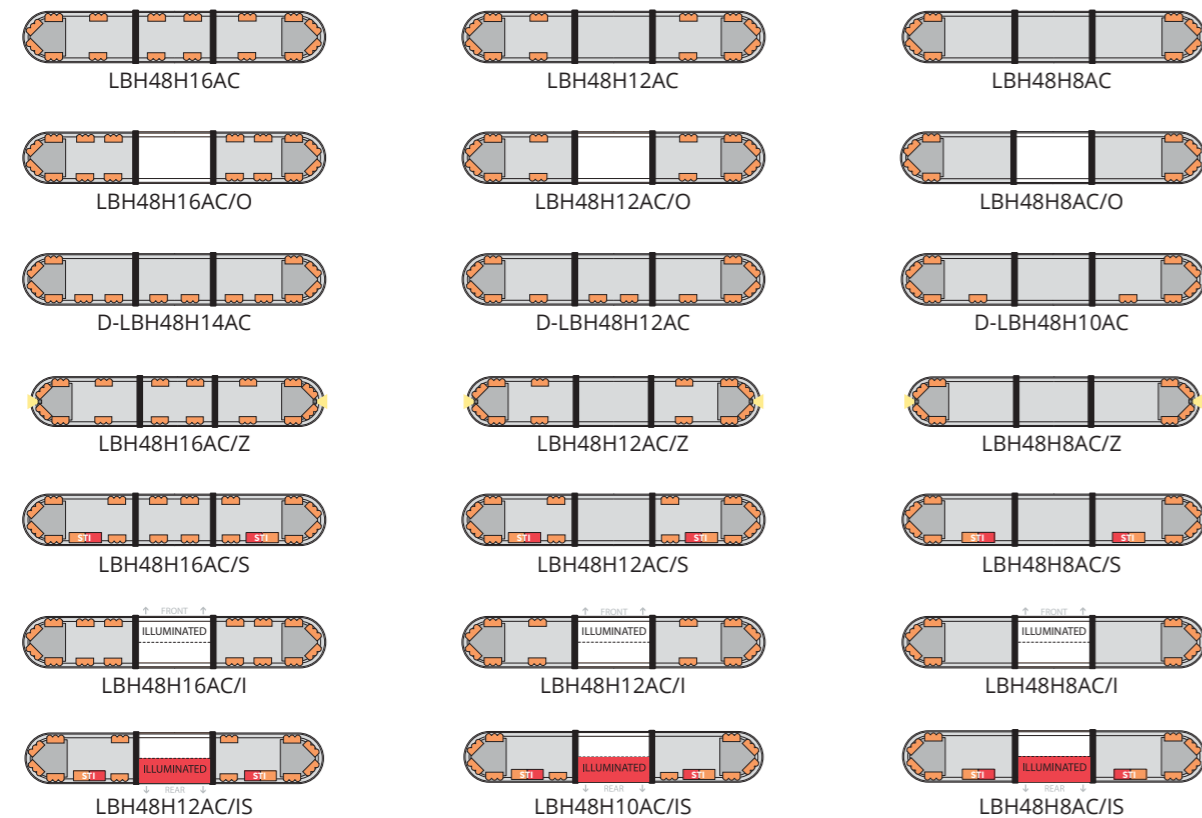 LBH48H16AC
LBH48H12AC
LBH48H8AC
LBH48H16AC/O
LBH48H12AC/O
LBH48H8AC/O
D-LBH48H14AC
D-LBH48H12AC
D-LBH48H10AC
LBH48H16AC/Z
LBH48H12AC/Z
LBH48H8AC/Z
STI STI
LBH48H16AC/S
STI STI
LBH48H12AC/S
STI STI
LBH48H8AC/S
↑ FRONT ↑
ILLUMINATED
LBH48H16AC/I
↑ FRONT ↑
ILLUMINATED
LBH48H12AC/I
↑ FRONT ↑
ILLUMINATED
LBH48H8AC/I
STI ILLUMINATED STI
↓ REAR ↓
LBH48H12AC/IS
STI ILLUMINATED STI
↓ REAR ↓
LBH48H10AC/IS
STI ILLUMINATED STI
↓ REAR ↓
LBH48H8AC/IS